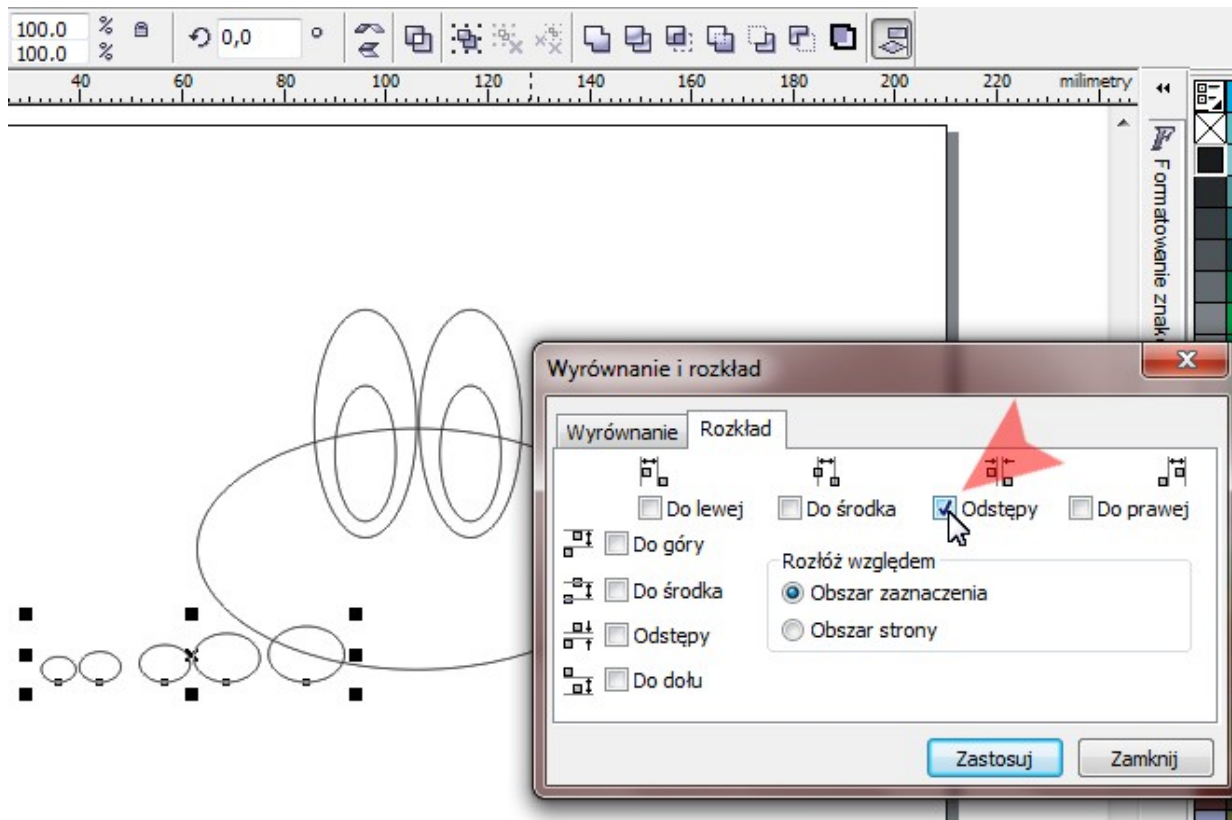 100.0 %
100.0 %
0,0 °
40 60 80 100 120 140 160 180 200 220 milimetry
Wyrównanie i rozkład
Wyrównanie Rozkład
Do lewej Do środka Odstępy Do prawej
Do góry
Do środka
Odstępy
Do dołu
Rozłóż względem
Obszar zaznaczenia
Obszar strony
Zastosuj Zamknij
Formatowanie